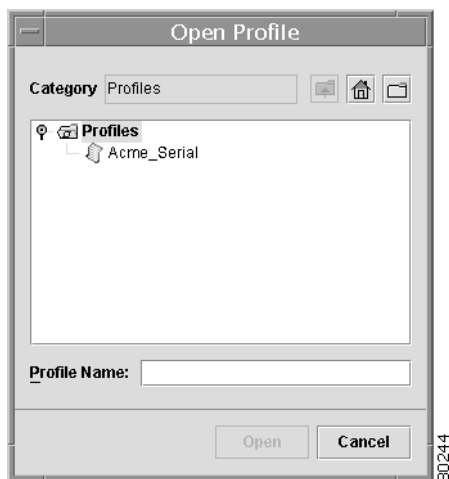 Open Profile
Category Profiles
Profiles
Acme_Serial
Profile Name:
Open Cancel
30244